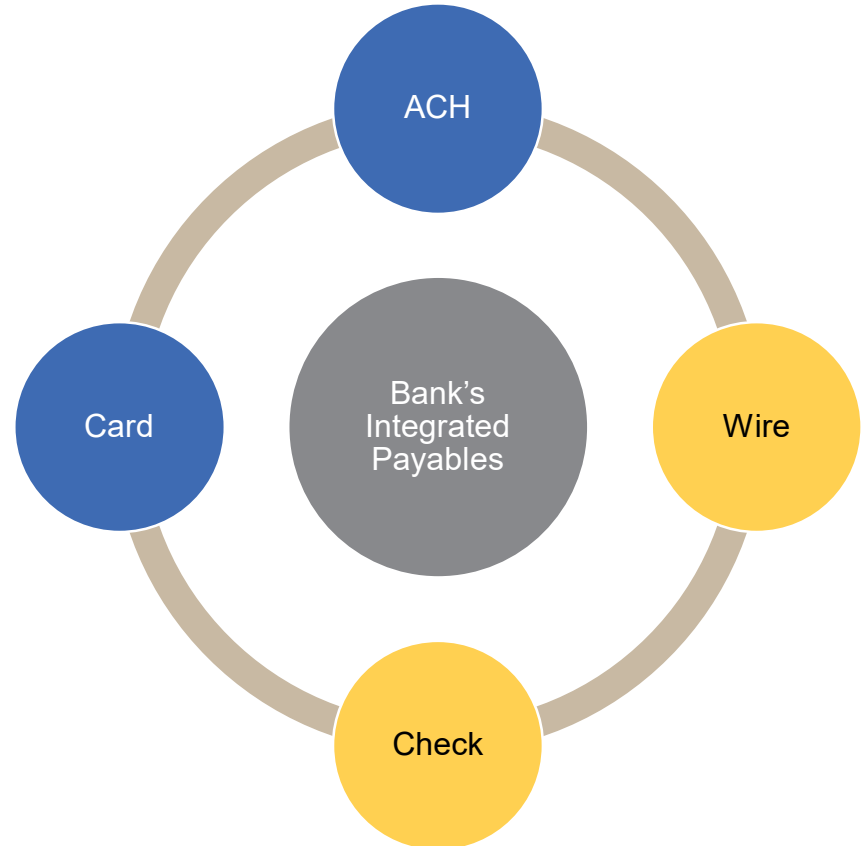 ACH
Card
Bank’s
Integrated
Payables
Wire
Check